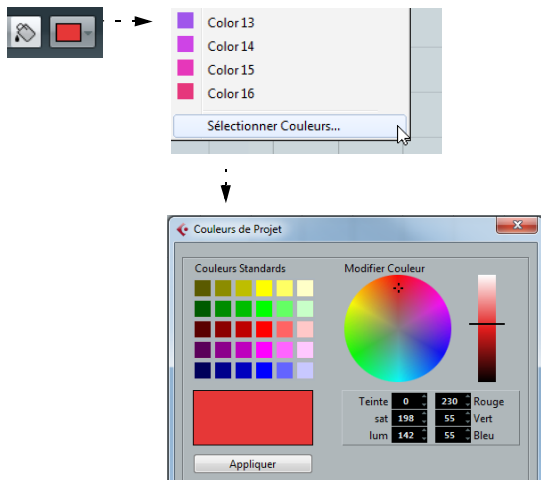 Color 13
Color 14
Color 15
Color 16
Sélectionner Couleurs...
Couleurs de Projet
Couleurs Standards
Modifier Couleur
Teinte 0 230 Rouge
sat 198 55 Vert
lum 142 55 Bleu
Appliquer